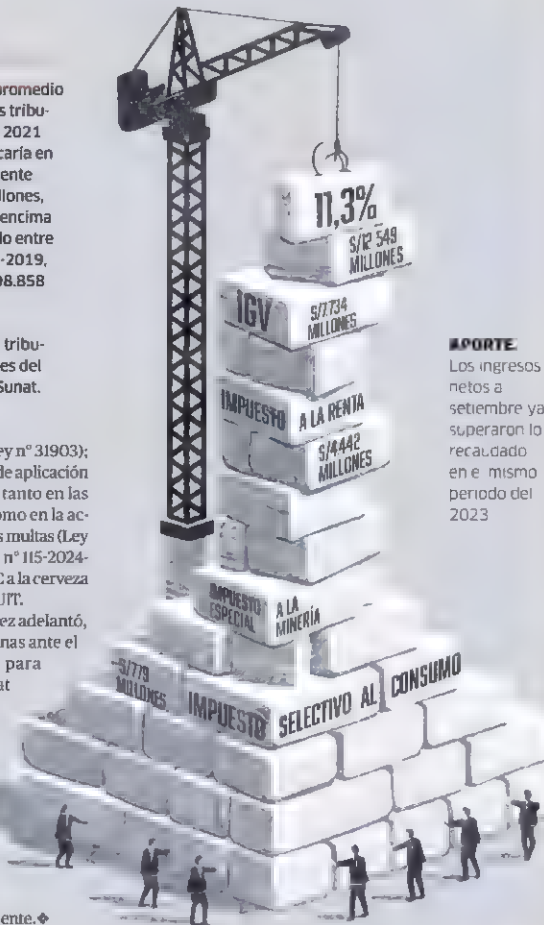 promedio
s tribu-
2021
caría en
ente
llones,
encima
do entre
-2019,
98.858
tribu-
es del
Sunat.
ey n° 31903);
de aplicación
tanto en las
omo en la ac-
s multas (Ley
n° 115-2024-
C a la cerveza
UIT.
ez adelantó,
nas ante el
para
at
ente.❖
11,3%
S/12 549
MILLONES
IGV
S/7.734
MILLONES
IMPUESTO A LA RENTA
S/4442
MILLONES
IMPUESTO
ESPECIAL
A LA
MINERÍA
S/779
MILLONES
IMPUESTO SELECTIVO AL CONSUMO
APORTE.
Los ingresos
netos a
setiembre ya
superaron lo
recaudado
en e mismo
periodo del
2023